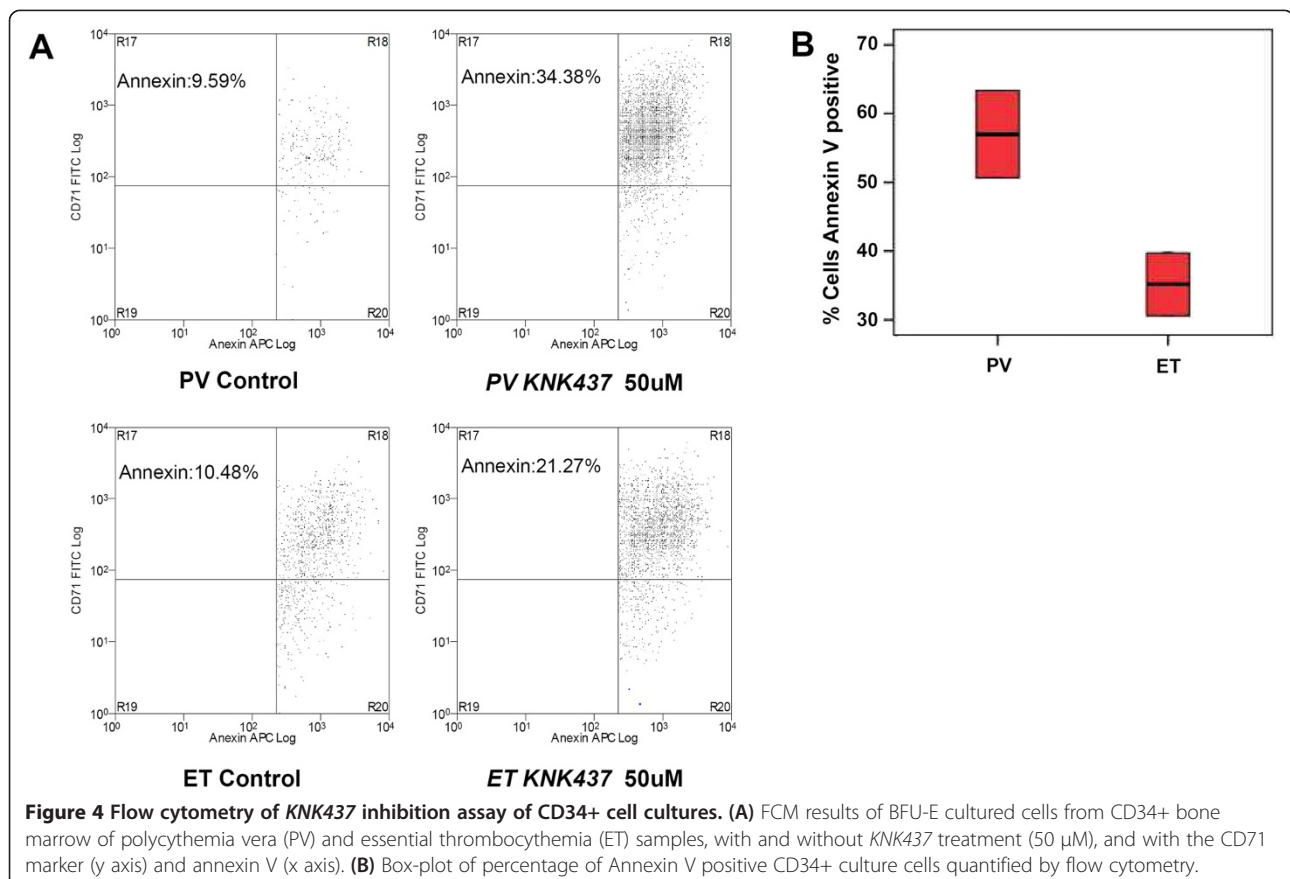 A
R17 R18
Annexin:9.59%
CD71 FITC Log
10⁴
10³
10²
10¹
10⁰
R19 R20
10⁰ 10¹ 10² 10³ 10⁴
Anexin APC Log
PV Control
R17 R18
Annexin:34.38%
CD71 FITC Log
10⁴
10³
10²
10¹
10⁰
R19 R20
10⁰ 10¹ 10² 10³ 10⁴
Anexin APC Log
PV KNK437 50uM
B
% Cells Annexin V positive
70
60
50
40
30
PV ET
R17 R18
Annexin:10.48%
CD71 FITC Log
10⁴
10³
10²
10¹
10⁰
R19 R20
10⁰ 10¹ 10² 10³ 10⁴
Anexin APC Log
ET Control
R17 R18
Annexin:21.27%
CD71 FITC Log
10⁴
10³
10²
10¹
10⁰
R19 R20
10⁰ 10¹ 10² 10³ 10⁴
Anexin APC Log
ET KNK437 50uM
Figure 4 Flow cytometry of KNK437 inhibition assay of CD34+ cell cultures. (A) FCM results of BFU-E cultured cells from CD34+ bone
marrow of polycythemia vera (PV) and essential thrombocythemia (ET) samples, with and without KNK437 treatment (50 μM), and with the CD71
marker (y axis) and annexin V (x axis). (B) Box-plot of percentage of Annexin V positive CD34+ culture cells quantified by flow cytometry.